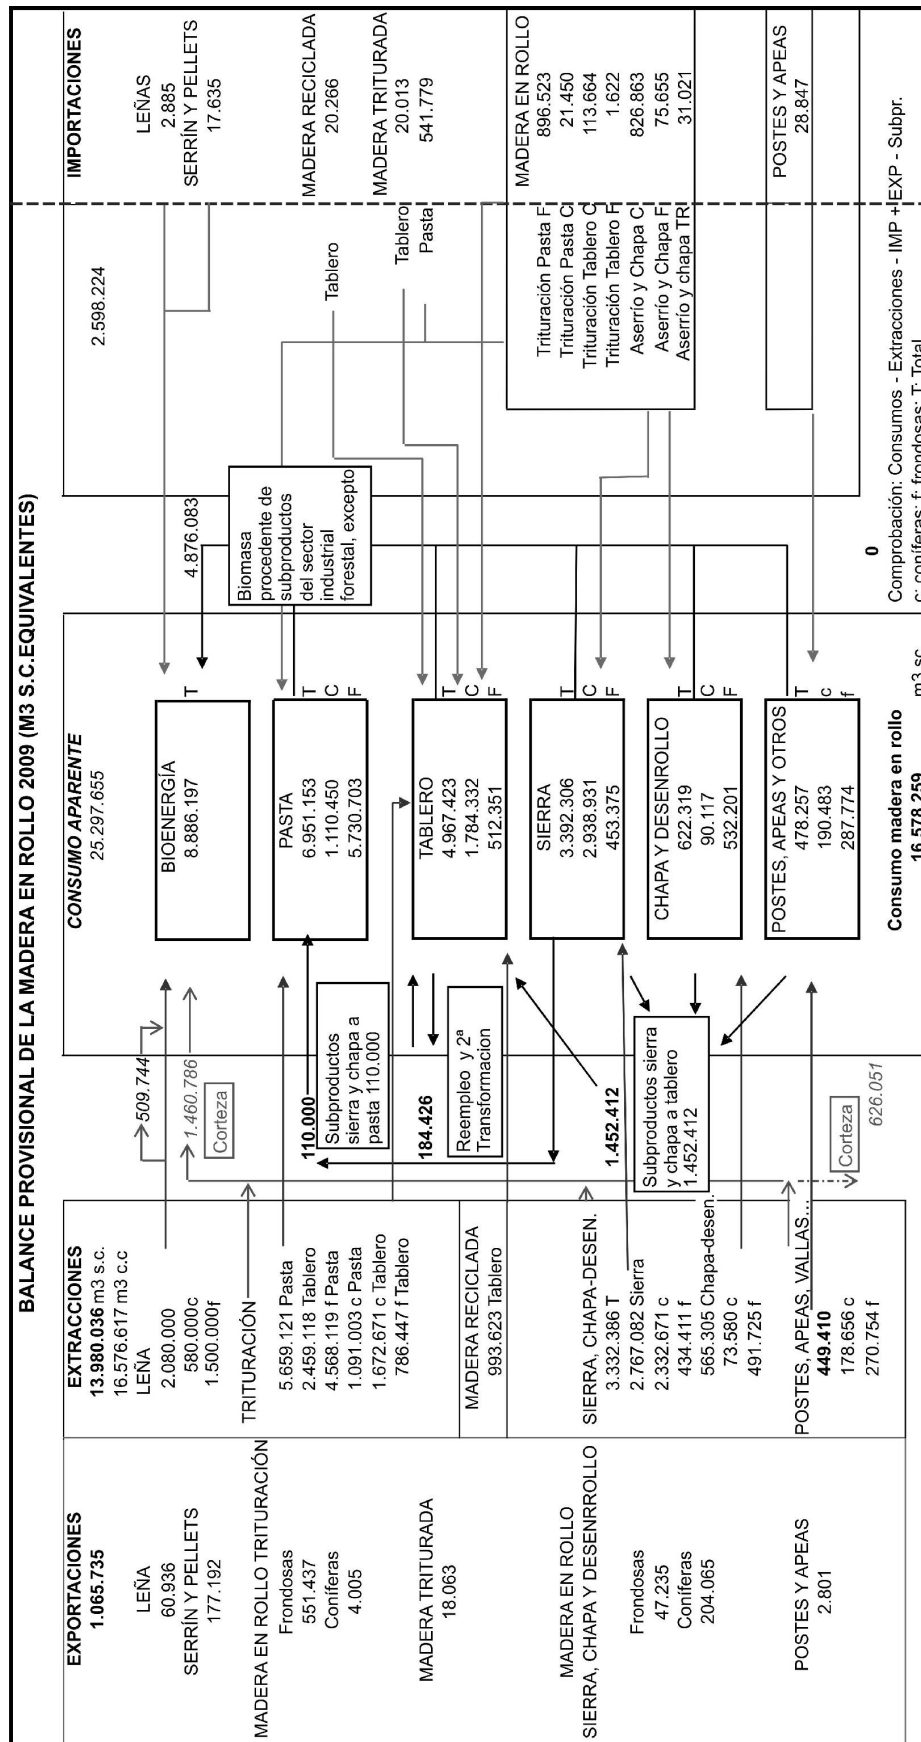 BALANCE PROVISIONAL DE LA MADERA EN ROLLO 2009 (M3 S.C.EQUIVALENTES)
EXPORTACIONES
1.065.735
LEÑA
60.936
SERRÍN Y PELLETS
177.192
MADERA EN ROLLO TRITURACIÓN
Frondosas
551.437
Coníferas
4.005
MADERA TRITURADA
18.063
MADERA EN ROLLO
SIERRA, CHAPA Y DESENRROLLO
Frondosas
47.235
Coníferas
204.065
POSTES Y APEAS
2.801
EXTRACCIONES
13.980.036 m3 s.c.
16.576.617 m3 c.c
LEÑA
2.080.000
580.000c
1.500.000f
TRITURACIÓN
5.659.121 Pasta
2.459.118 Tablero
4.568.119 f Pasta
1.091.003 c Pasta
1.672.671 c Tablero
786.447 f Tablero
MADERA RECICLADA
993.623 Tablero
SIERRA, CHAPA-DESEN.
3.332.386 T
2.767.082 Sierra
2.332.671 c
434.411 f
565.305 Chapa-desen.
73.580 c
491.725 f
POSTES, APEAS, VALLAS...
449.410
178.656 c
270.754 f
509.744
1.460.786
Corteza
110.000
Subproductos
sierra y chapa a
pasta 110.000
184.426
Reempleo y 2ª
Transformacion
1.452.412
Subproductos sierra
y chapa a tablero
1.452.412
Corteza
626.051
CONSUMO APARENTE
25.297.655
BIOENERGÍA
8.886.197
T
PASTA
6.951.153
T
1.110.450
C
5.730.703
F
TABLERO
4.967.423
T
1.784.332
C
512.351
F
SIERRA
3.392.306
T
2.938.931
C
453.375
F
CHAPA Y DESENROLLO
622.319
T
90.117
C
532.201
F
POSTES, APEAS Y OTROS
478.257
T
190.483
c
287.774
f
Consumo madera en rollo
16.578.259
m3 sc
4.876.083
Biomasa
procedente de
subproductos
del sector
industrial
forestal, excepto
0
2.598.224
Tablero
Tablero
Pasta
IMPORTACIONES
LEÑAS
2.885
SERRÍN Y PELLETS
17.635
MADERA RECICLADA
20.266
MADERA TRITURADA
20.013
541.779
MADERA EN ROLLO
Trituración Pasta F
896.523
Trituración Pasta C
21.450
Trituración Tablero C
113.664
Trituración Tablero F
1.622
Aserrío y Chapa C
826.863
Aserrío y Chapa F
75.655
Aserrío y chapa TR
31.021
POSTES Y APEAS
28.847
Comprobación: Consumos - Extracciones - IMP + EXP - Subpr.
c: coníferas; f: frondosas; T: Total